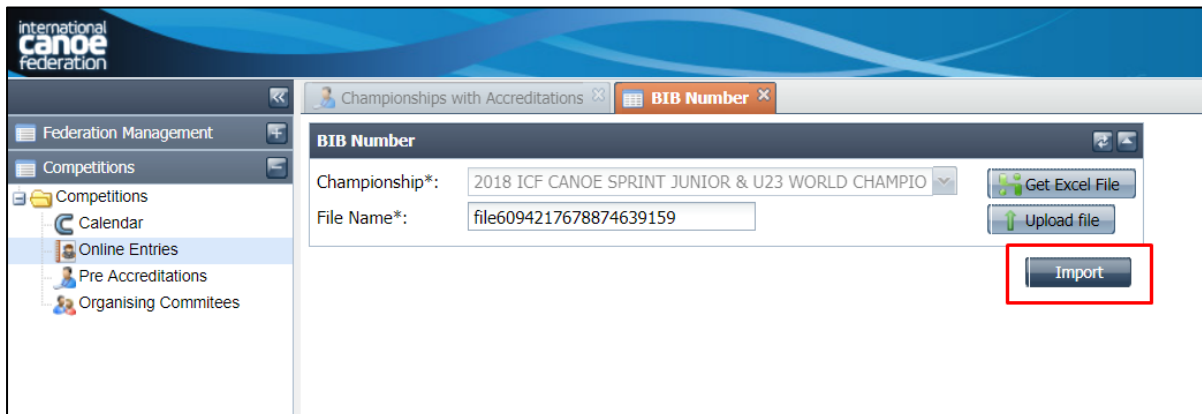 international
canoe
federation
Championships with Accreditations
BIB Number
Federation Management
Competitions
Competitions
Calendar
Online Entries
Pre Accreditations
Organising Commitees
BIB Number
Championship*:
2018 ICF CANOE SPRINT JUNIOR & U23 WORLD CHAMPIO
Get Excel File
File Name*:
file6094217678874639159
Upload file
Import